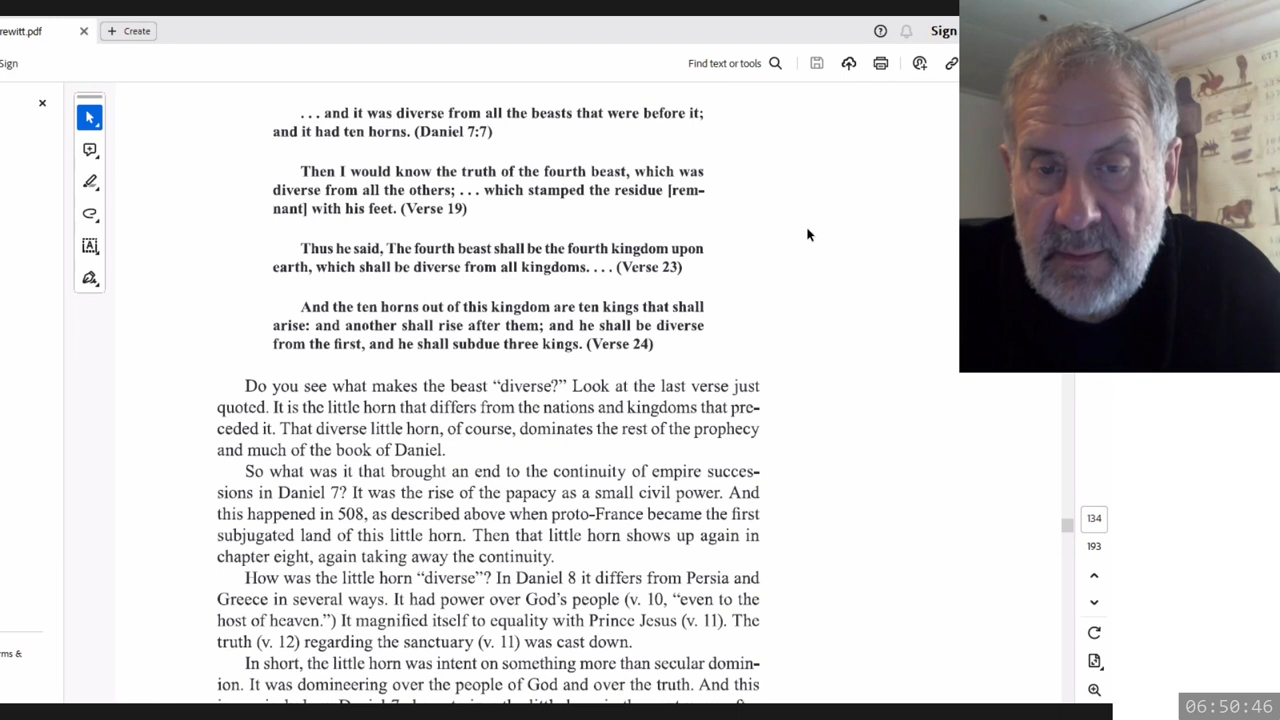 rewitt.pdf
Create
Sign
Sign
Find text or tools
. . . and it was diverse from all the beasts that were before it;
and it had ten horns. (Daniel 7:7)
Then I would know the truth of the fourth beast, which was
diverse from all the others; . . . which stamped the residue [rem-
nant] with his feet. (Verse 19)
Thus he said, The fourth beast shall be the fourth kingdom upon
earth, which shall be diverse from all kingdoms. . . . (Verse 23)
And the ten horns out of this kingdom are ten kings that shall
arise: and another shall rise after them; and he shall be diverse
from the first, and he shall subdue three kings. (Verse 24)
Do you see what makes the beast “diverse?” Look at the last verse just
quoted. It is the little horn that differs from the nations and kingdoms that pre-
ceded it. That diverse little horn, of course, dominates the rest of the prophecy
and much of the book of Daniel.
So what was it that brought an end to the continuity of empire succes-
sions in Daniel 7? It was the rise of the papacy as a small civil power. And
this happened in 508, as described above when proto-France became the first
subjugated land of this little horn. Then that little horn shows up again in
chapter eight, again taking away the continuity.
How was the little horn “diverse”? In Daniel 8 it differs from Persia and
Greece in several ways. It had power over God’s people (v. 10, “even to the
host of heaven.”) It magnified itself to equality with Prince Jesus (v. 11). The
truth (v. 12) regarding the sanctuary (v. 11) was cast down.
In short, the little horn was intent on something more than secular domin-
ion. It was domineering over the people of God and over the truth. And this
134
193
ms &
06:50:46